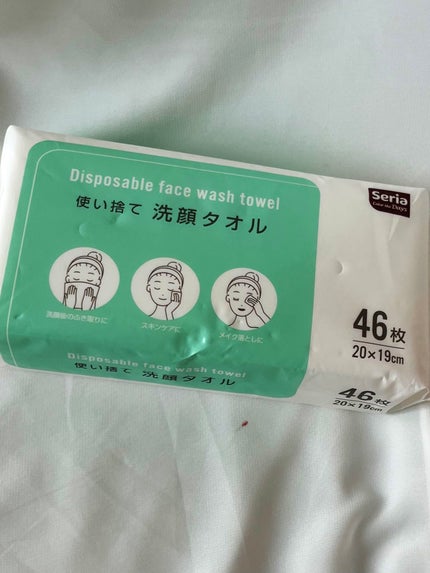 Disposable face wash towel
使い捨て 洗顔タオル
Seria
Color the Days
洗顔後のふき取りに
スキンケアに
メイク落としに
46枚
20×19cm
Disposable face wash towel
使い捨て 洗顔タオル
46枚
20×19cm